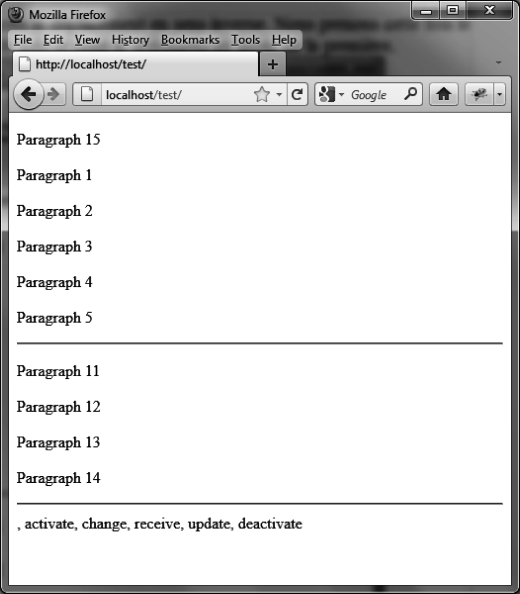 Mozilla Firefox
File Edit View History Bookmarks Tools Help
http://localhost/test/
localhost/test/ Google
Paragraph 15
Paragraph 1
Paragraph 2
Paragraph 3
Paragraph 4
Paragraph 5
Paragraph 11
Paragraph 12
Paragraph 13
Paragraph 14
, activate, change, receive, update, deactivate